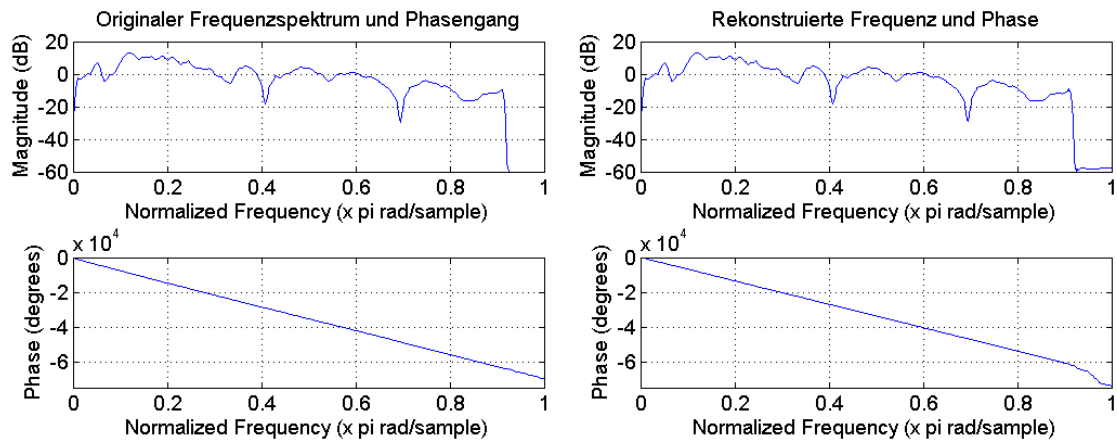 Originaler Frequenzspektrum und Phasengang
Magnitude (dB)
20
0
-20
-40
-60
0 0.2 0.4 0.6 0.8 1
Normalized Frequency (x pi rad/sample)
Rekonstruierte Frequenz und Phase
Magnitude (dB)
20
0
-20
-40
-60
0 0.2 0.4 0.6 0.8 1
Normalized Frequency (x pi rad/sample)
x 10^4
Phase (degrees)
0
-2
-4
-6
0 0.2 0.4 0.6 0.8 1
Normalized Frequency (x pi rad/sample)
x 10^4
Phase (degrees)
0
-2
-4
-6
0 0.2 0.4 0.6 0.8 1
Normalized Frequency (x pi rad/sample)